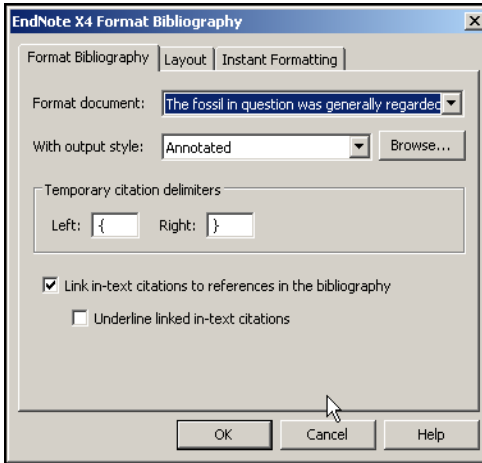 EndNote X4 Format Bibliography
Format Bibliography Layout Instant Formatting
Format document: The fossil in question was generally regarded
With output style: Annotated Browse...
Temporary citation delimiters
Left: { Right: }
Link in-text citations to references in the bibliography
Underline linked in-text citations
OK Cancel Help